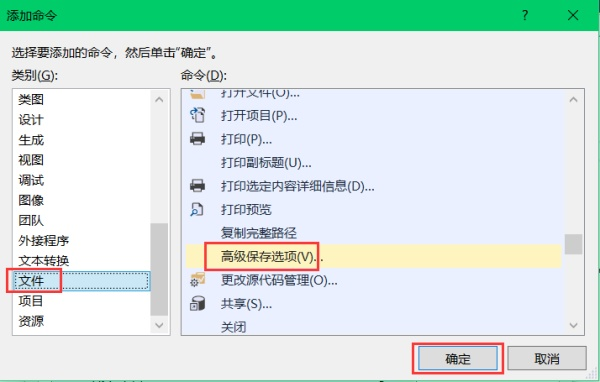 添加命令
选择要添加的命令，然后单击“确定”。
类别(G):
类图
设计
生成
视图
调试
图像
团队
外接程序
文本转换
文件
项目
资源
命令(D):
打开文件(O)...
打开项目(P)...
打印(P)...
打印副标题(U)...
打印选定内容详细信息(D)...
打印预览
复制完整路径
高级保存选项(V)...
更改源代码管理(O)...
共享(S)...
关闭
确定
取消